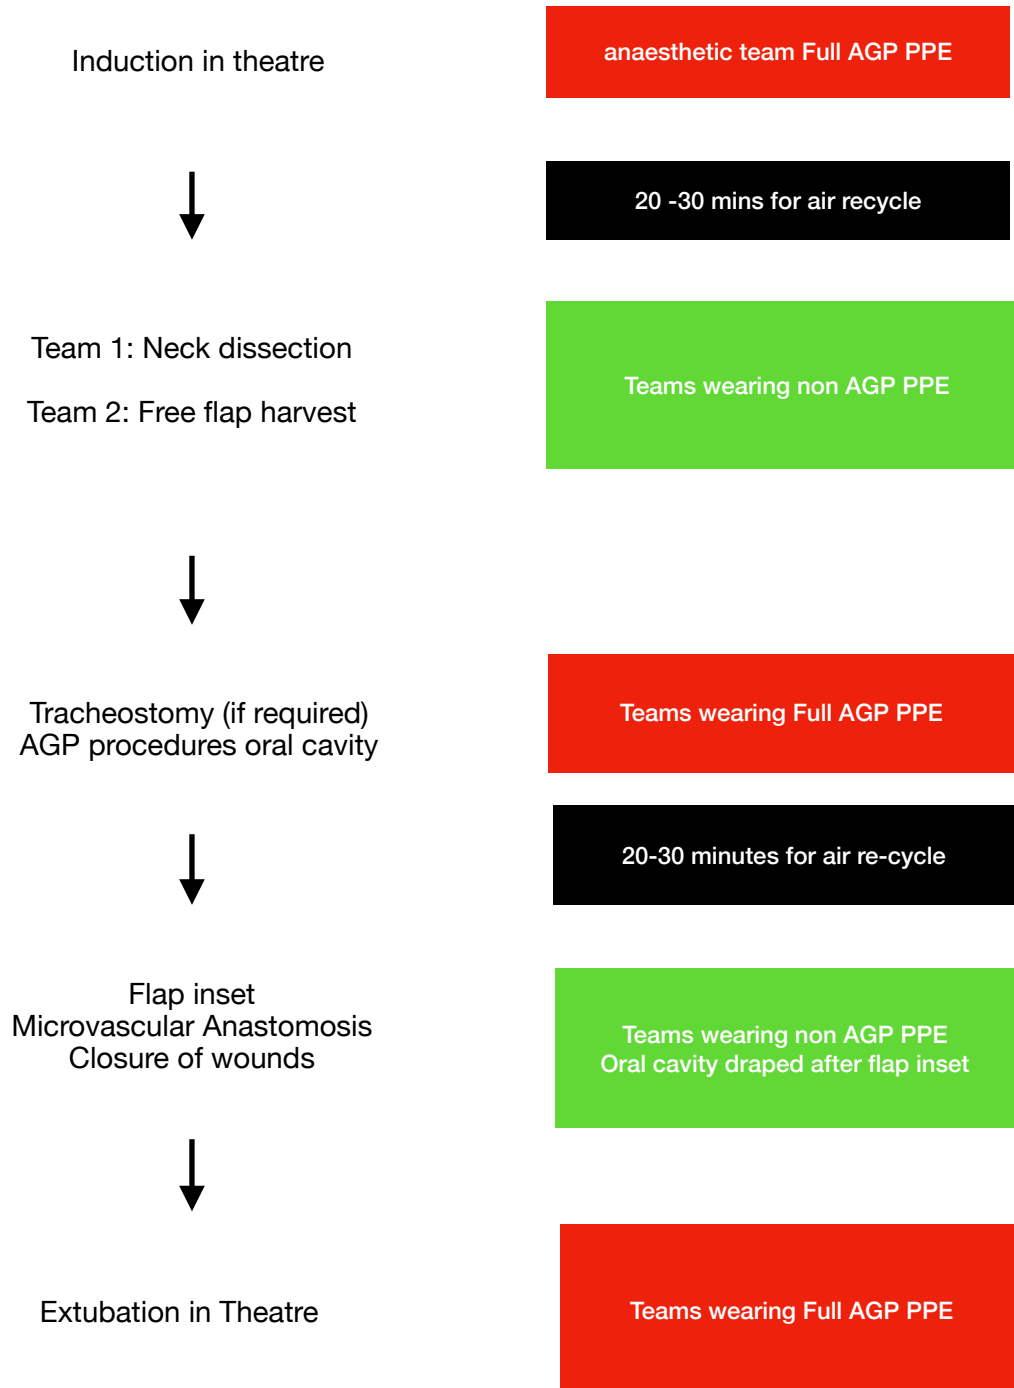 Induction in theatre
anaesthetic team Full AGP PPE
20 -30 mins for air recycle
Team 1: Neck dissection
Team 2: Free flap harvest
Teams wearing non AGP PPE
Tracheostomy (if required)
AGP procedures oral cavity
Teams wearing Full AGP PPE
20-30 minutes for air re-cycle
Flap inset
Microvascular Anastomosis
Closure of wounds
Teams wearing non AGP PPE
Oral cavity draped after flap inset
Extubation in Theatre
Teams wearing Full AGP PPE